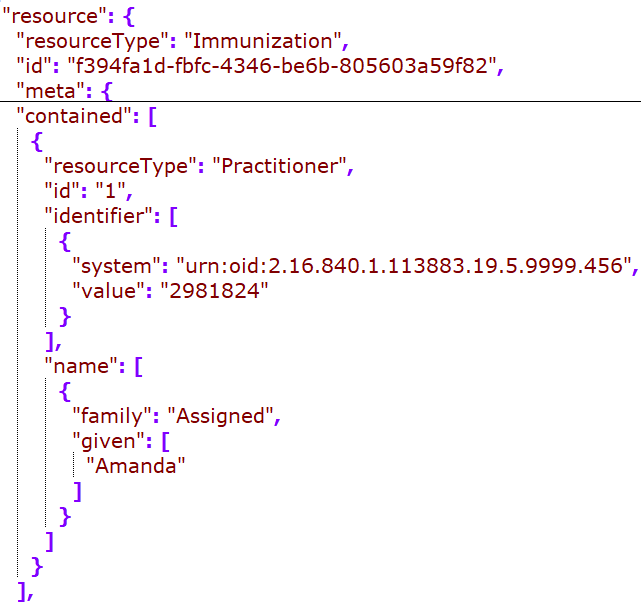 "resource": {
"resourceType": "Immunization",
"id": "f394fa1d-fbfc-4346-be6b-805603a59f82",
"meta": {
"contained": [
{
"resourceType": "Practitioner",
"id": "1",
"identifier": [
{
"system": "urn:oid:2.16.840.1.113883.19.5.9999.456",
"value": "2981824"
}
],
"name": [
{
"family": "Assigned",
"given": [
"Amanda"
]
}
]
}
],